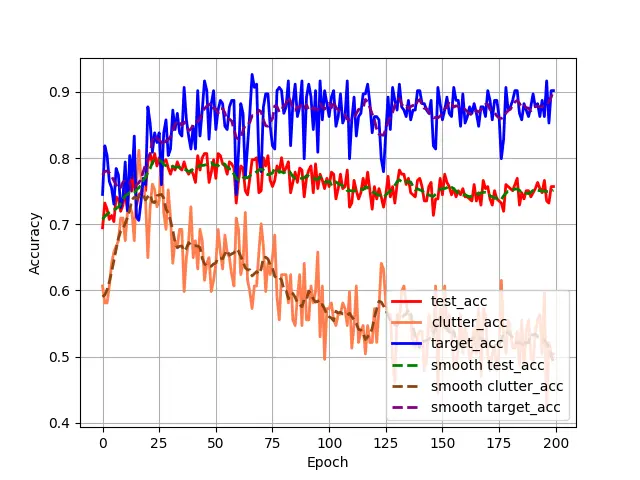 0.9
0.8
0.7
0.6
0.5
0.4
Accuracy
0 25 50 75 100 125 150 175 200
Epoch
test_acc
clutter_acc
target_acc
smooth test_acc
smooth clutter_acc
smooth target_acc